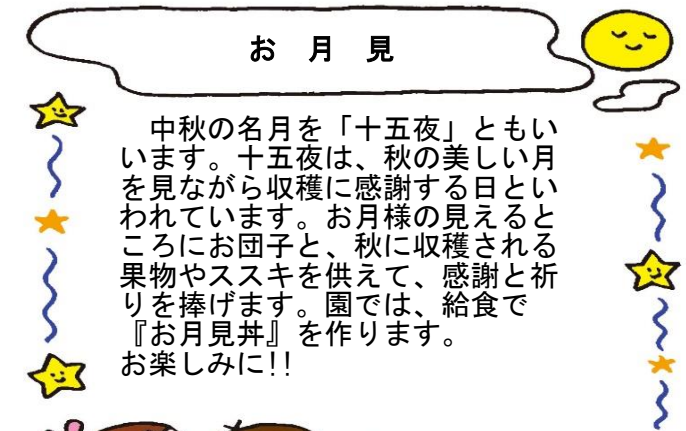 お 月 見
　中秋の名月を「十五夜」ともい
います。十五夜は、秋の美しい月
を見ながら収穫に感謝する日とい
われています。お月様の見えると
ころにお団子と、秋に収穫される
果物やススキを供えて、感謝と祈
りを捧げます。園では、給食で
『お月見丼』を作ります。
お楽しみに!!